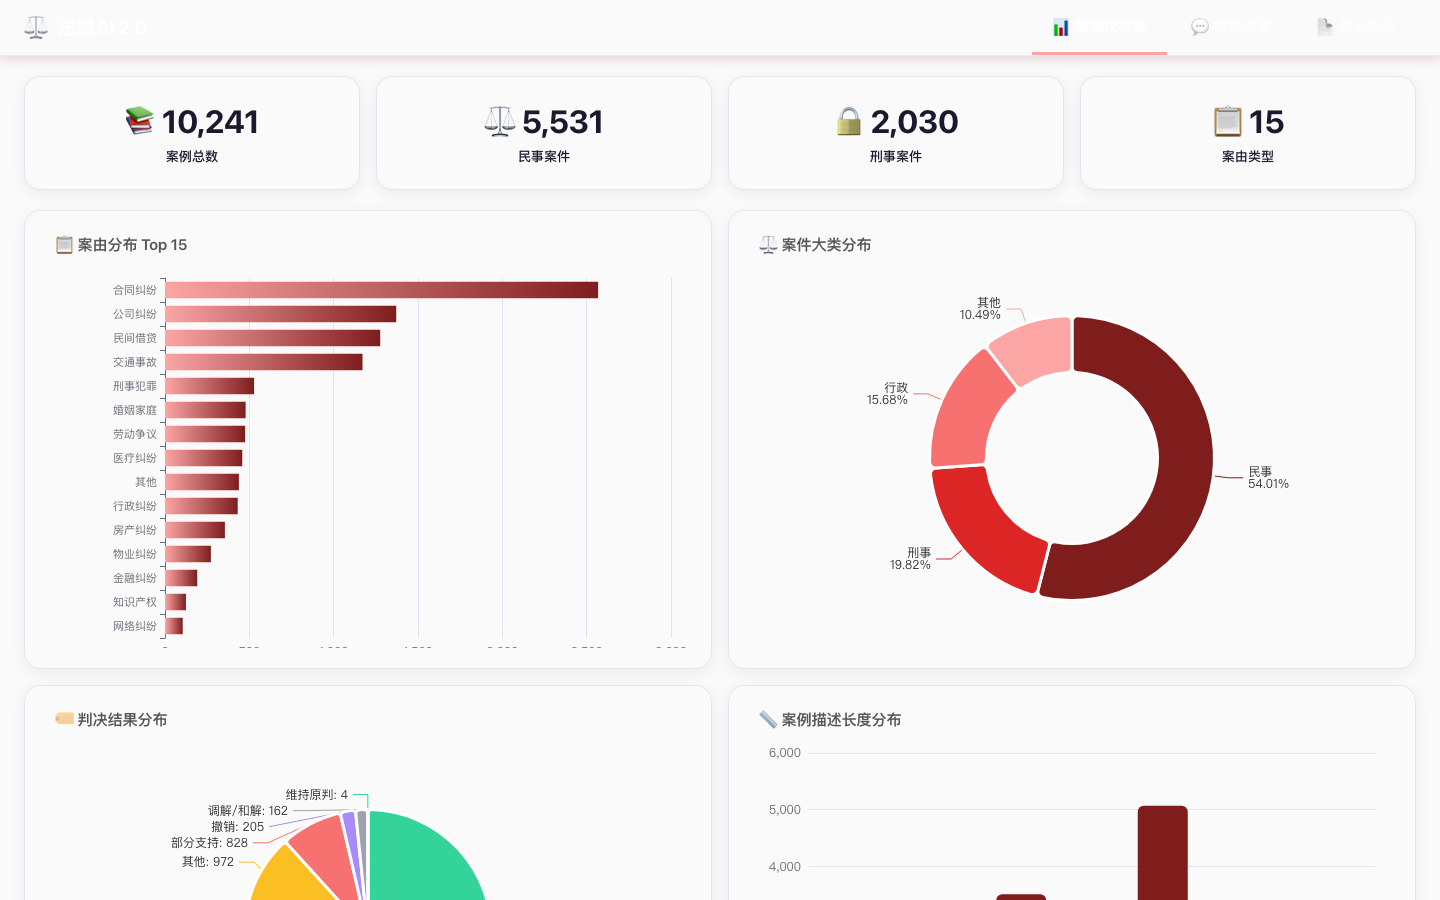 法眼AI 2.0
10,241
案例总数
5,531
民事案件
2,030
刑事案件
15
案由类型
案由分布 Top 15
合同纠纷
公司纠纷
民间借贷
交通事故
刑事犯罪
婚姻家庭
劳动争议
医疗纠纷
其他
行政纠纷
房产纠纷
物业纠纷
金融纠纷
知识产权
网络纠纷
案件大类分布
其他
10.49%
行政
15.68%
刑事
19.82%
民事
54.01%
判决结果分布
维持原判: 4
调解/和解: 162
撤销: 205
部分支持: 828
其他: 972
案例描述长度分布
6,000
5,000
4,000